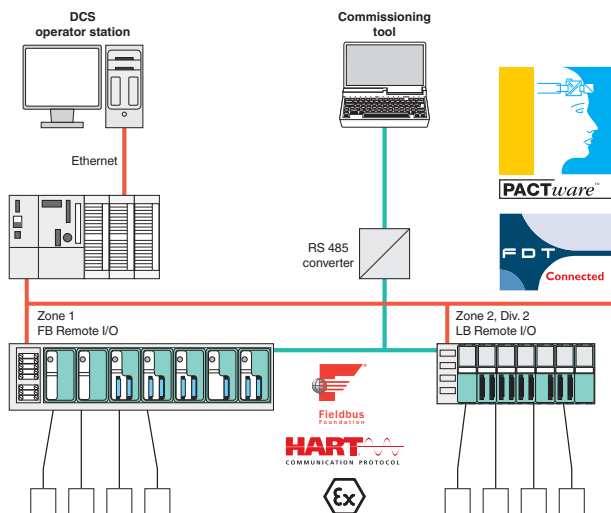 DCS
operator station
Commissioning
tool
Ethernet
PACTware™
RS 485
converter
FDT
Connected
Zone 1
FB Remote I/O
Zone 2, Div. 2
LB Remote I/O
®
Fieldbus
Foundation
HART
COMMUNICATION PROTOCOL
Ex